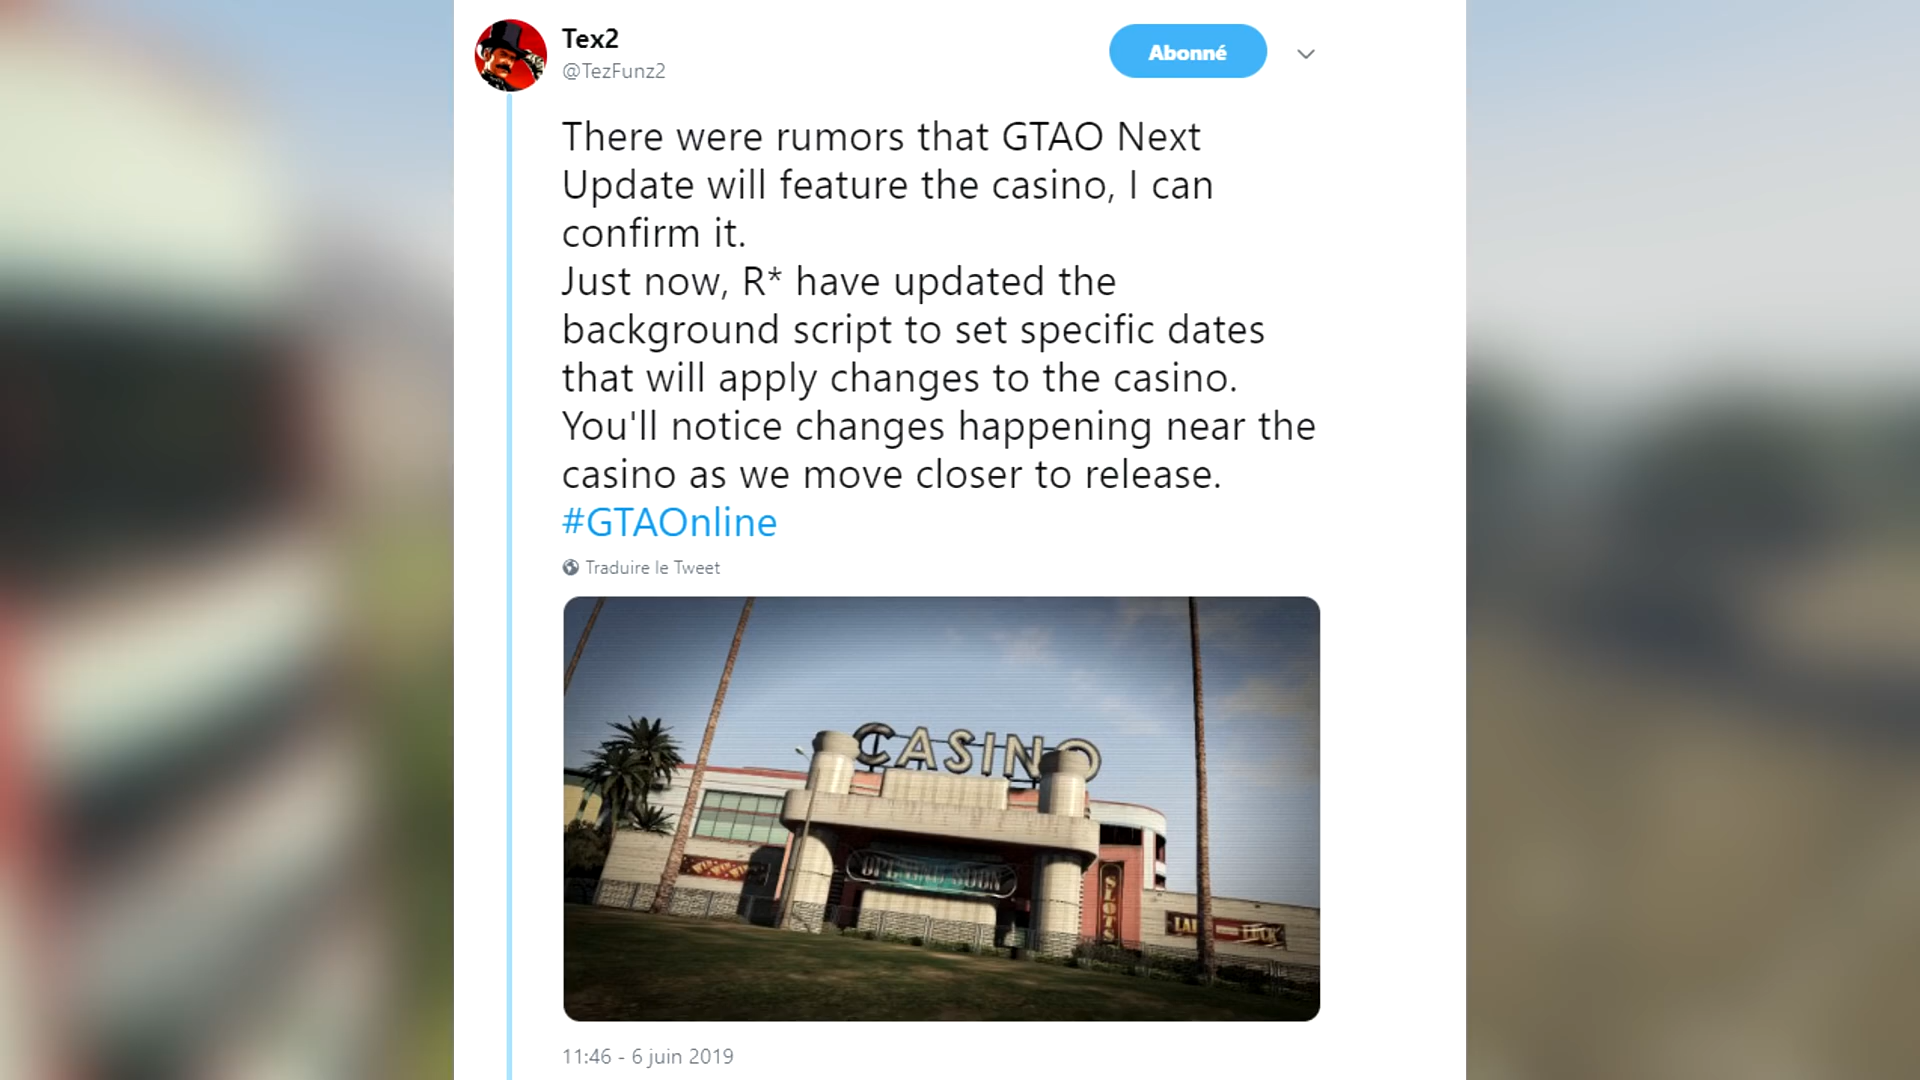 Tex2
@TezFunz2
Abonné
There were rumors that GTAO Next
Update will feature the casino, I can
confirm it.
Just now, R* have updated the
background script to set specific dates
that will apply changes to the casino.
You'll notice changes happening near the
casino as we move closer to release.
#GTAOnline
Traduire le Tweet
CASINO
OPENING SOON
SLOTS
LUCK
11:46 - 6 juin 2019